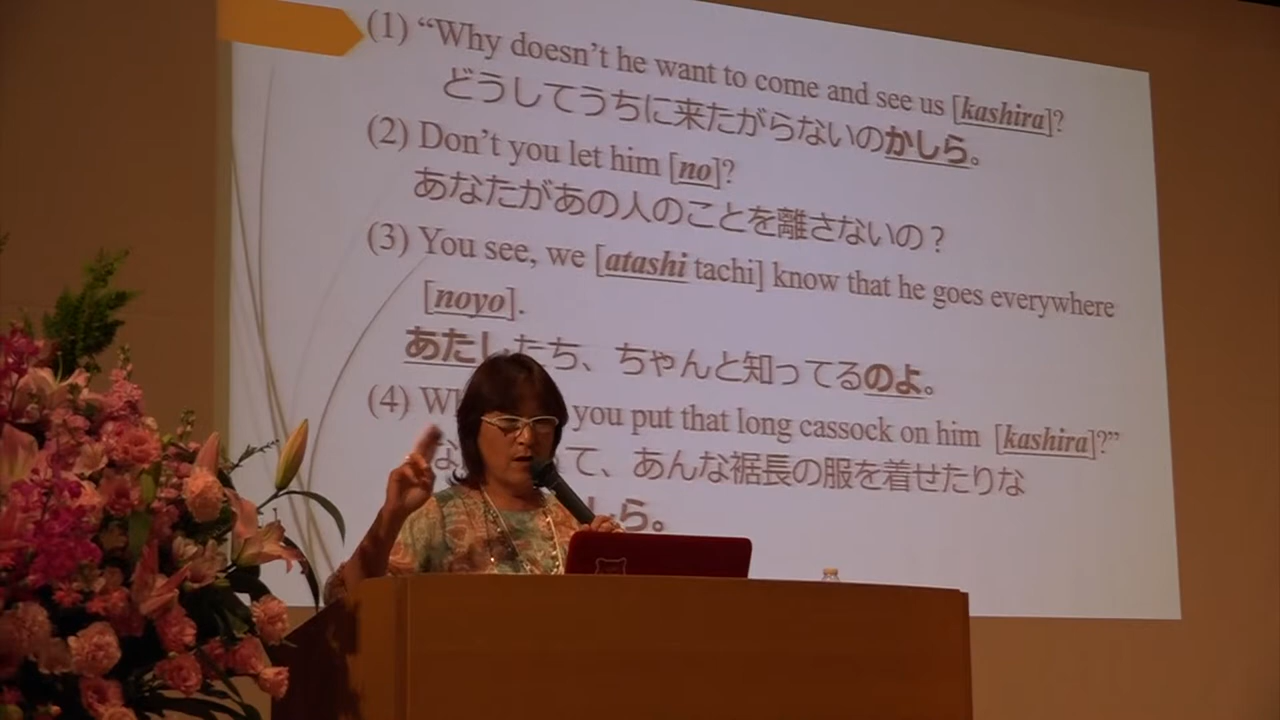 (1) “Why doesn’t he want to come and see us [kashira]?
どうしてうちに来たがらないのかしら。
(2) Don’t you let him [no]?
あなたがあの人のことを離さないの？
(3) You see, we [atashi tachi] know that he goes everywhere
[noyo].
あたしたち、ちゃんと知ってるのよ。
(4) you put that long cassock on him [kashira]?”
て、あんな裾長の服を着せたりな
しら。